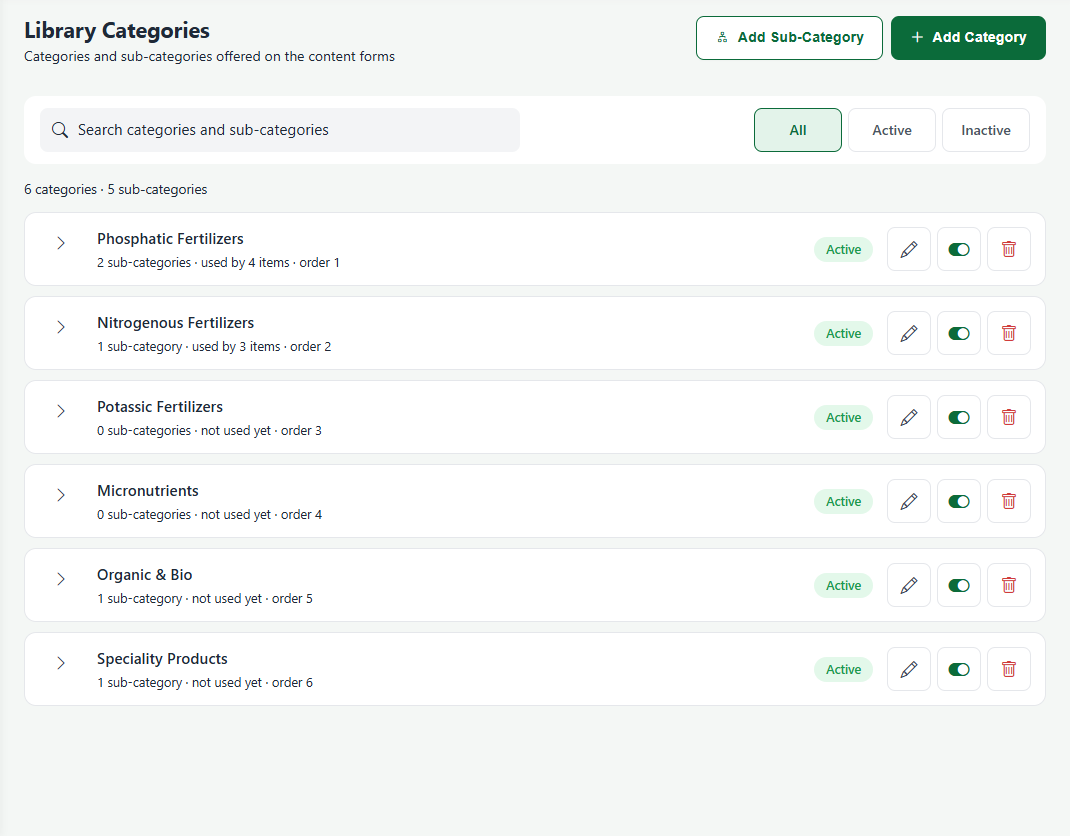 Library Categories
Categories and sub-categories offered on the content forms
Add Sub-Category
Add Category
Search categories and sub-categories
All
Active
Inactive
6 categories · 5 sub-categories
Phosphatic Fertilizers
2 sub-categories · used by 4 items · order 1
Active
Nitrogenous Fertilizers
1 sub-category · used by 3 items · order 2
Active
Potassic Fertilizers
0 sub-categories · not used yet · order 3
Active
Micronutrients
0 sub-categories · not used yet · order 4
Active
Organic & Bio
1 sub-category · not used yet · order 5
Active
Speciality Products
1 sub-category · not used yet · order 6
Active